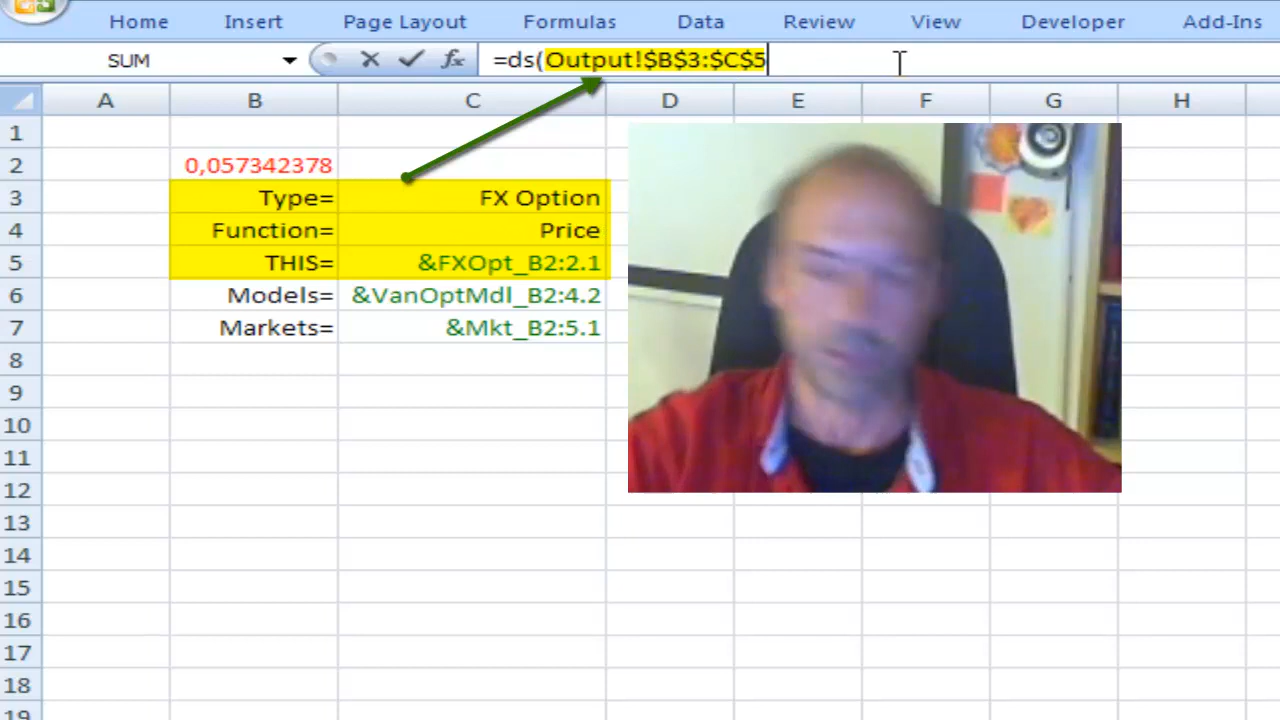 Home Insert Page Layout Formulas Data Review View Developer Add-Ins
SUM fx =ds(Output!$B$3:$C$5
A B C D E F G H
1
2 0,057342378
3 Type= FX Option
4 Function= Price
5 THIS= &FXOpt_B2:2.1
6 Models= &VanOptMdl_B2:4.2
7 Markets= &Mkt_B2:5.1
8
9
10
11
12
13
14
15
16
17
18
19